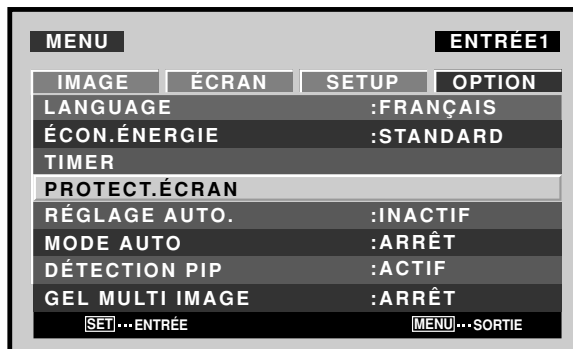 MENU ENTRÉE1
IMAGE ÉCRAN SETUP OPTION
LANGUAGE :FRANÇAIS
ÉCON.ÉNERGIE :STANDARD
TIMER
PROTECT.ÉCRAN
RÉGLAGE AUTO. :INACTIF
MODE AUTO :ARRÊT
DÉTECTION PIP :ACTIF
GEL MULTI IMAGE :ARRÊT
SET···ENTRÉE MENU···SORTIE